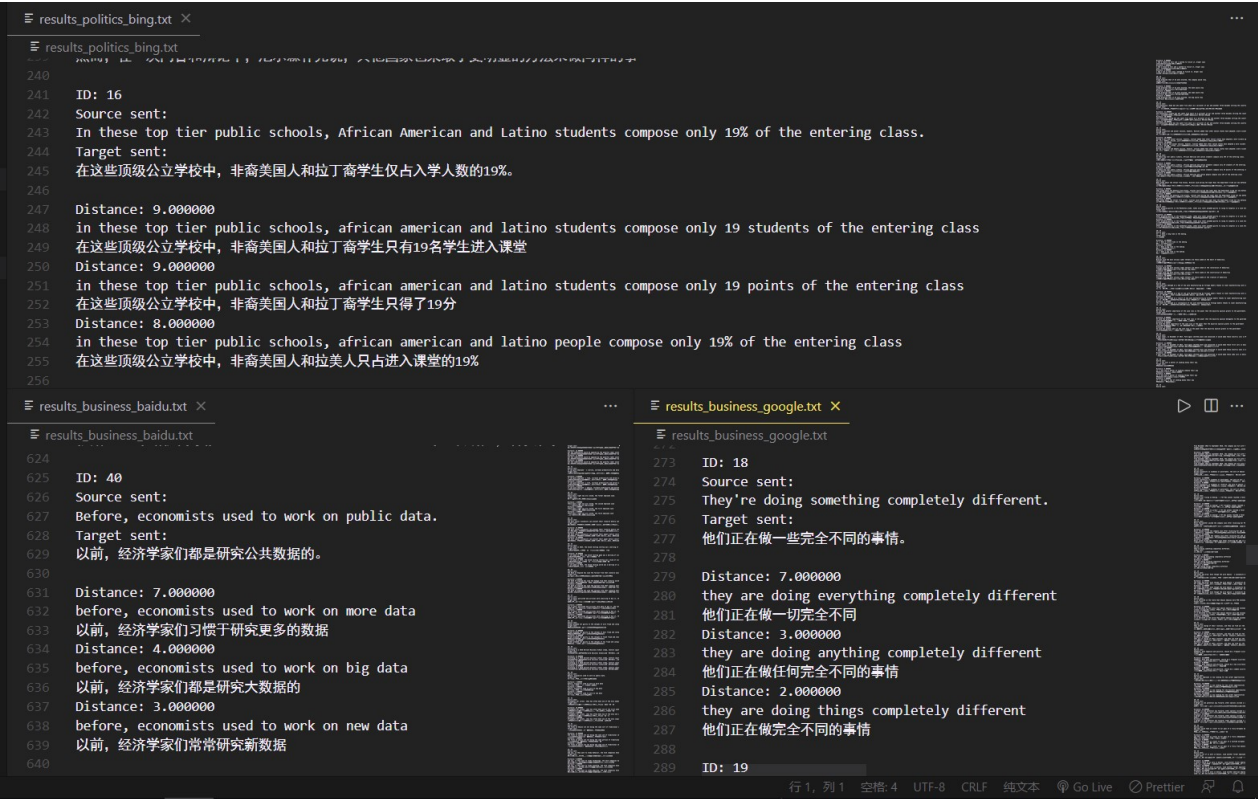 results_politics_bing.txt
results_politics_bing.txt
240
241 ID: 16
242 Source sent:
243 In these top tier public schools, African American and Latino students compose only 19% of the entering class.
244 Target sent:
245 在这些顶级公立学校中，非裔美国人和拉丁裔学生仅占入学人数的19%。
246
247 Distance: 9.000000
248 in these top tier public schools, african american and latino students compose only 19 students of the entering class
249 在这些顶级公立学校中，非裔美国人和拉丁裔学生只有19名学生进入课堂
250 Distance: 9.000000
251 in these top tier public schools, african american and latino students compose only 19 points of the entering class
252 在这些顶级公立学校中，非裔美国人和拉丁裔学生只得了19分
253 Distance: 8.000000
254 in these top tier public schools, african american and latino people compose only 19% of the entering class
255 在这些顶级公立学校中，非裔美国人和拉美人只占进入课堂的19%
256
results_business_baidu.txt
results_business_baidu.txt
624
625 ID: 40
626 Source sent:
627 Before, economists used to work on public data.
628 Target sent:
629 以前，经济学家们都是研究公共数据的。
630
631 Distance: 7.000000
632 before, economists used to work on more data
633 以前，经济学家们习惯于研究更多的数据
634 Distance: 4.000000
635 before, economists used to work on big data
636 以前，经济学家们都是研究大数据的
637 Distance: 3.000000
638 before, economists used to work on new data
639 以前，经济学家们常常研究新数据
640
results_business_google.txt
results_business_google.txt
273 ID: 18
274 Source sent:
275 They're doing something completely different.
276 Target sent:
277 他们正在做一些完全不同的事情。
278
279 Distance: 7.000000
280 they are doing everything completely different
281 他们正在做一切完全不同
282 Distance: 3.000000
283 they are doing anything completely different
284 他们正在做任何完全不同的事情
285 Distance: 2.000000
286 they are doing things completely different
287 他们正在做完全不同的事情
288
289 ID: 19
行 1，列 1 空格: 4 UTF-8 CRLF 纯文本 Go Live Prettier